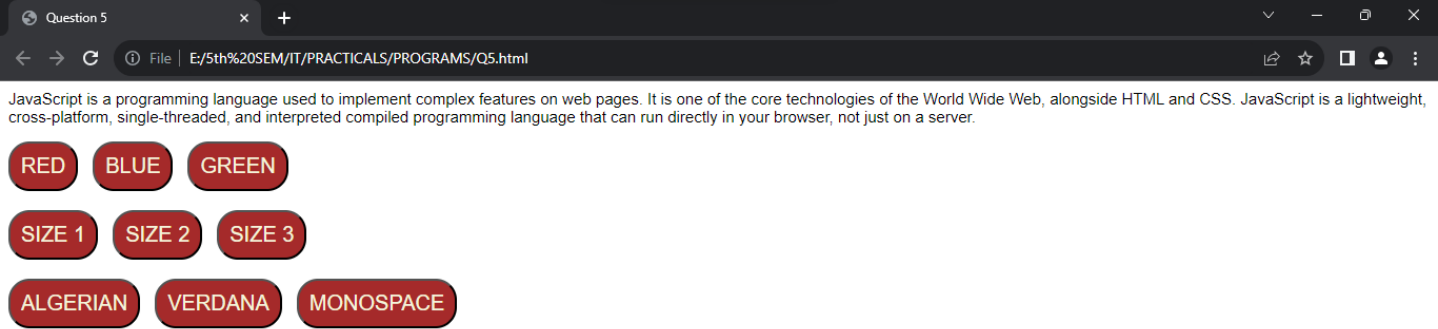 Question 5
File E:/5th%20SEM/IT/PRACTICALS/PROGRAMS/Q5.html
JavaScript is a programming language used to implement complex features on web pages. It is one of the core technologies of the World Wide Web, alongside HTML and CSS. JavaScript is a lightweight,
cross-platform, single-threaded, and interpreted compiled programming language that can run directly in your browser, not just on a server.
RED BLUE GREEN
SIZE 1 SIZE 2 SIZE 3
ALGERIAN VERDANA MONOSPACE